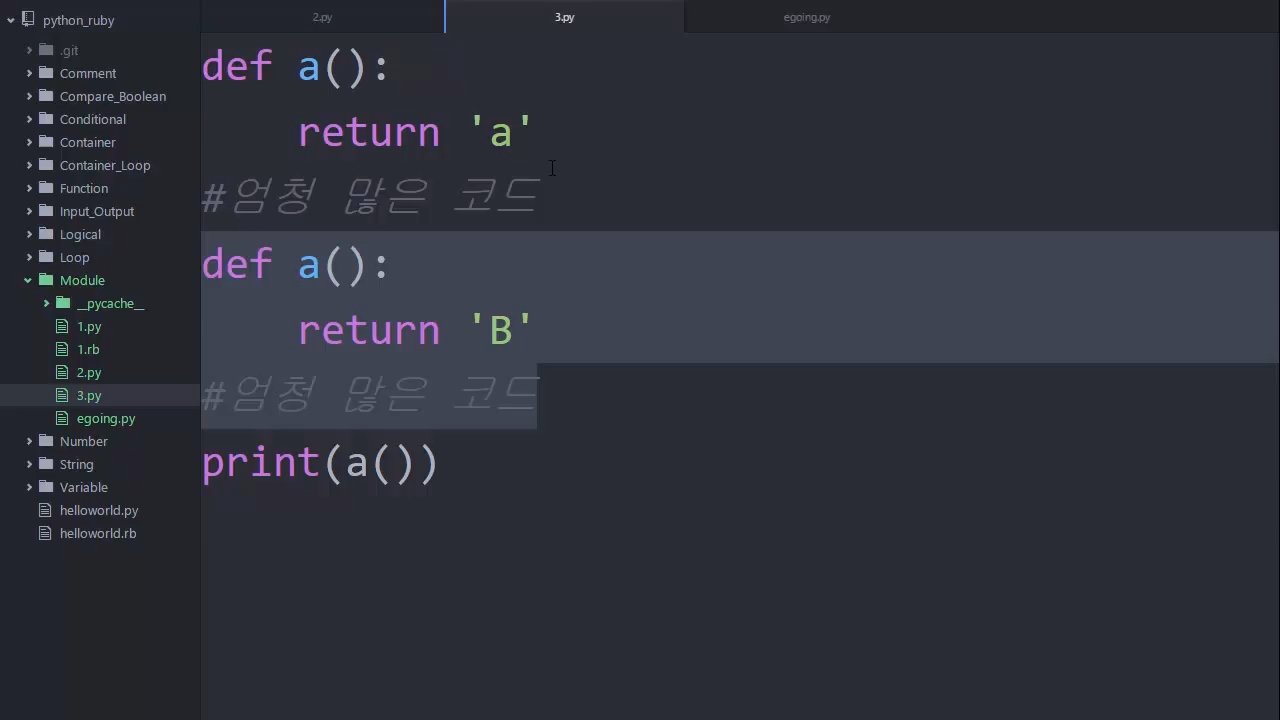 python_ruby
.git
Comment
Compare_Boolean
Conditional
Container
Container_Loop
Function
Input_Output
Logical
Loop
Module
__pycache__
1.py
1.rb
2.py
3.py
egoing.py
Number
String
Variable
helloworld.py
helloworld.rb
2.py 3.py egoing.py
def a():
return 'a'
#엄청 많은 코드
def a():
return 'B'
#엄청 많은 코드
print(a())